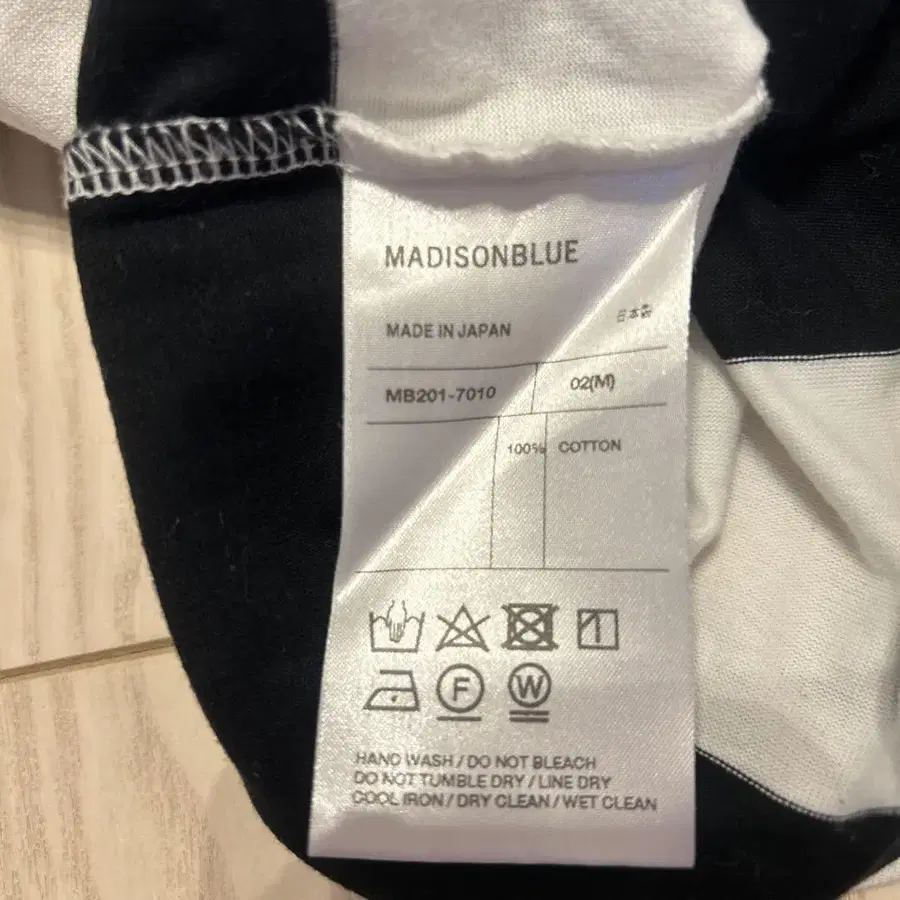 MADISONBLUE
MADE IN JAPAN 日本製
MB201-7010 02(M)
100% COTTON
F W
HAND WASH / DO NOT BLEACH
DO NOT TUMBLE DRY / LINE DRY
COOL IRON / DRY CLEAN / WET CLEAN